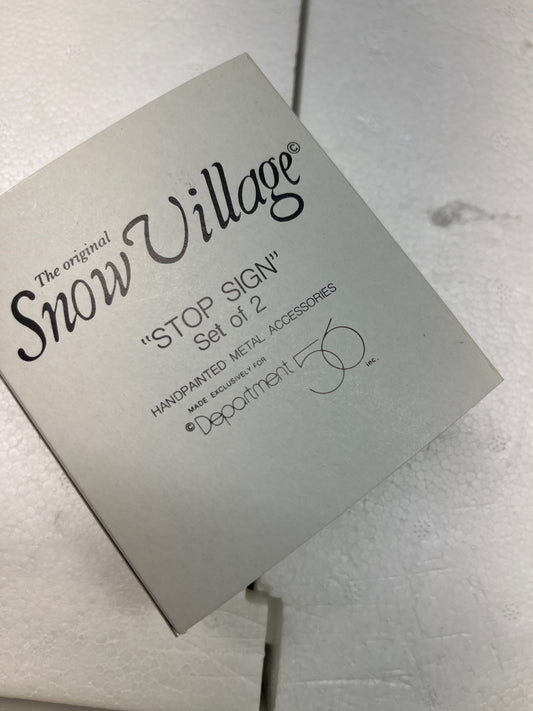 The original
Snow Village©
"STOP SIGN"
Set of 2
HANDPAINTED METAL ACCESSORIES
MADE EXCLUSIVELY FOR
©Department 56 inc.